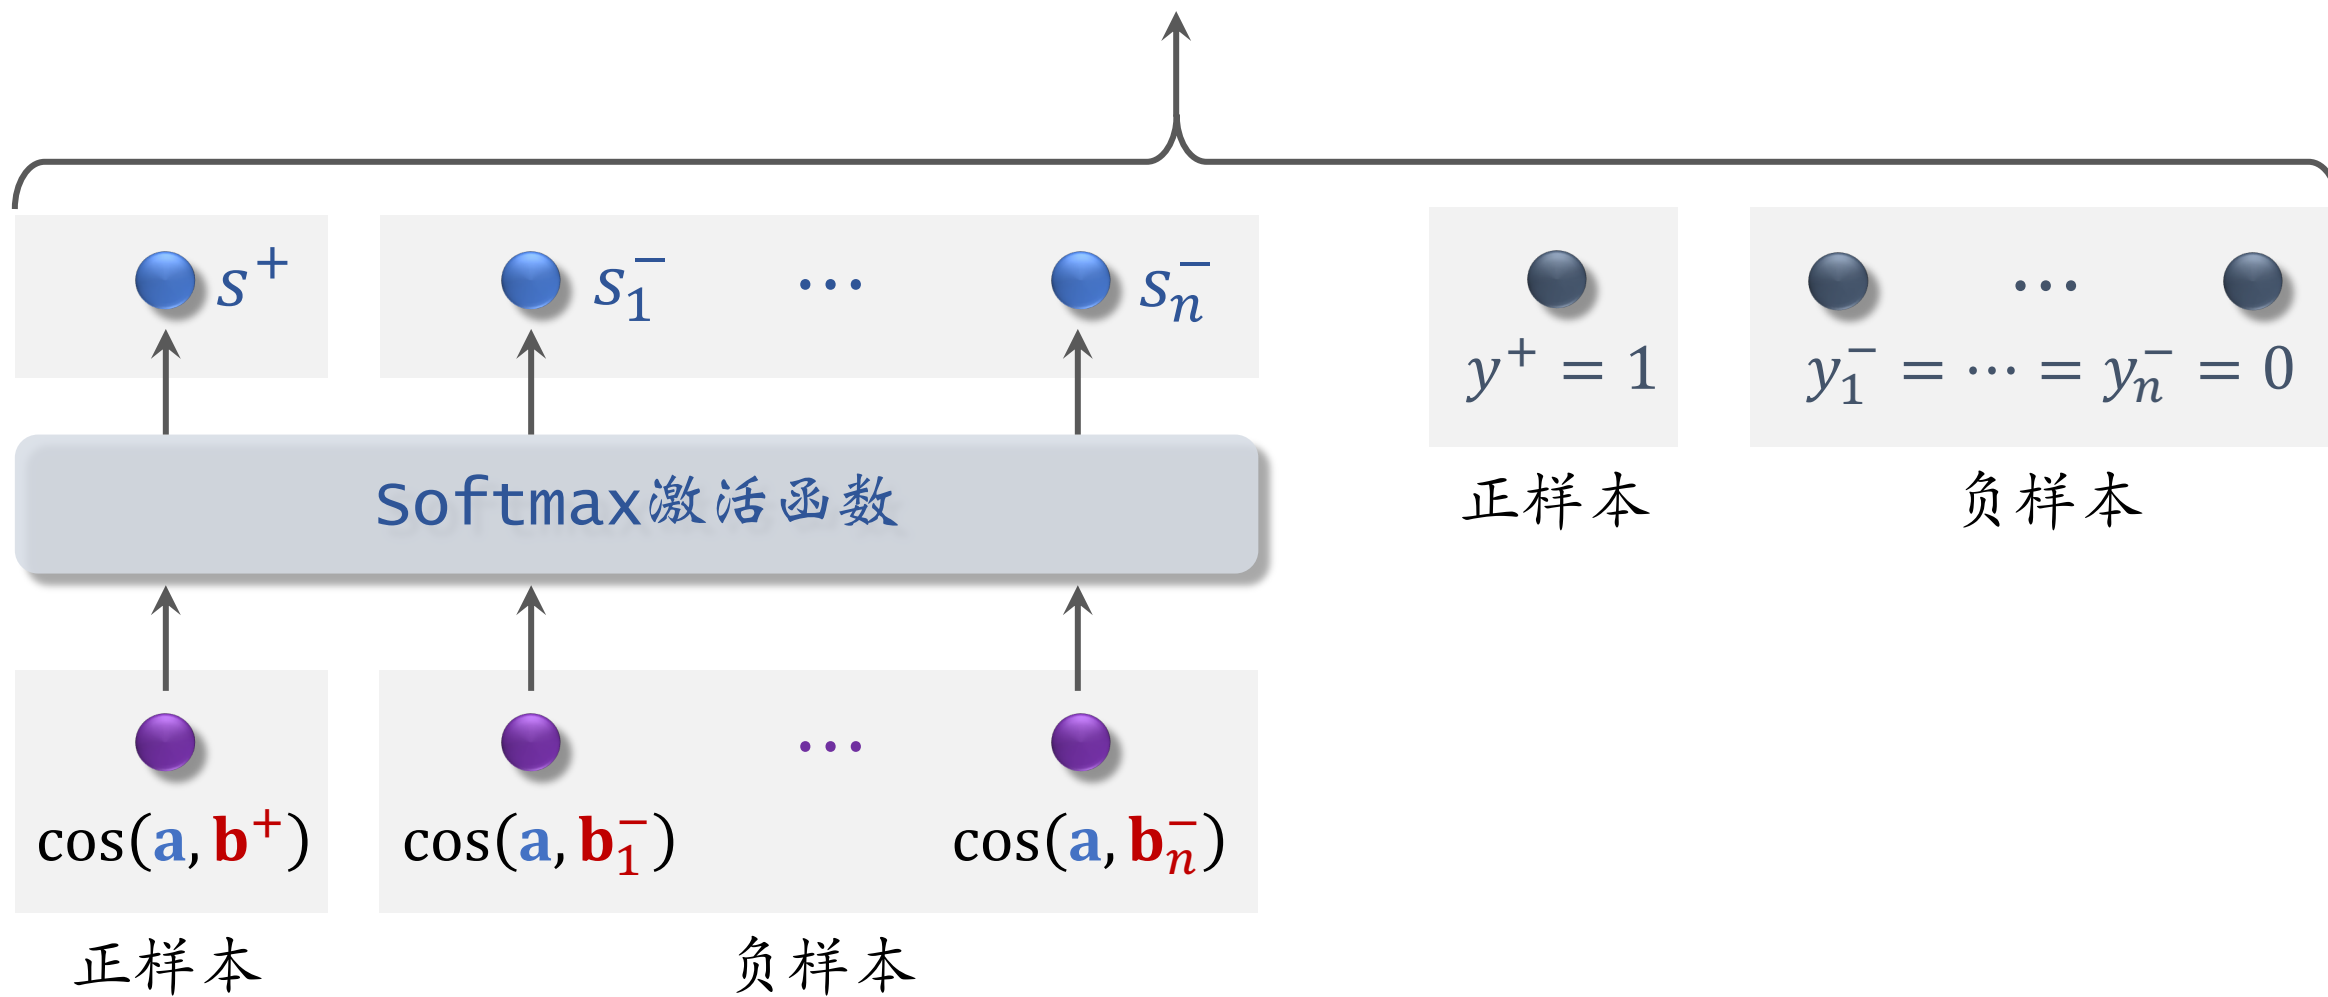 s⁺ s₁⁻ ⋯ sₙ⁻ ⋯
y⁺ = 1 y₁⁻ = ⋯ = yₙ⁻ = 0
Softmax激活函数
正样本 负样本
⋯
cos(a, b⁺) cos(a, b₁⁻) cos(a, bₙ⁻)
正样本 负样本